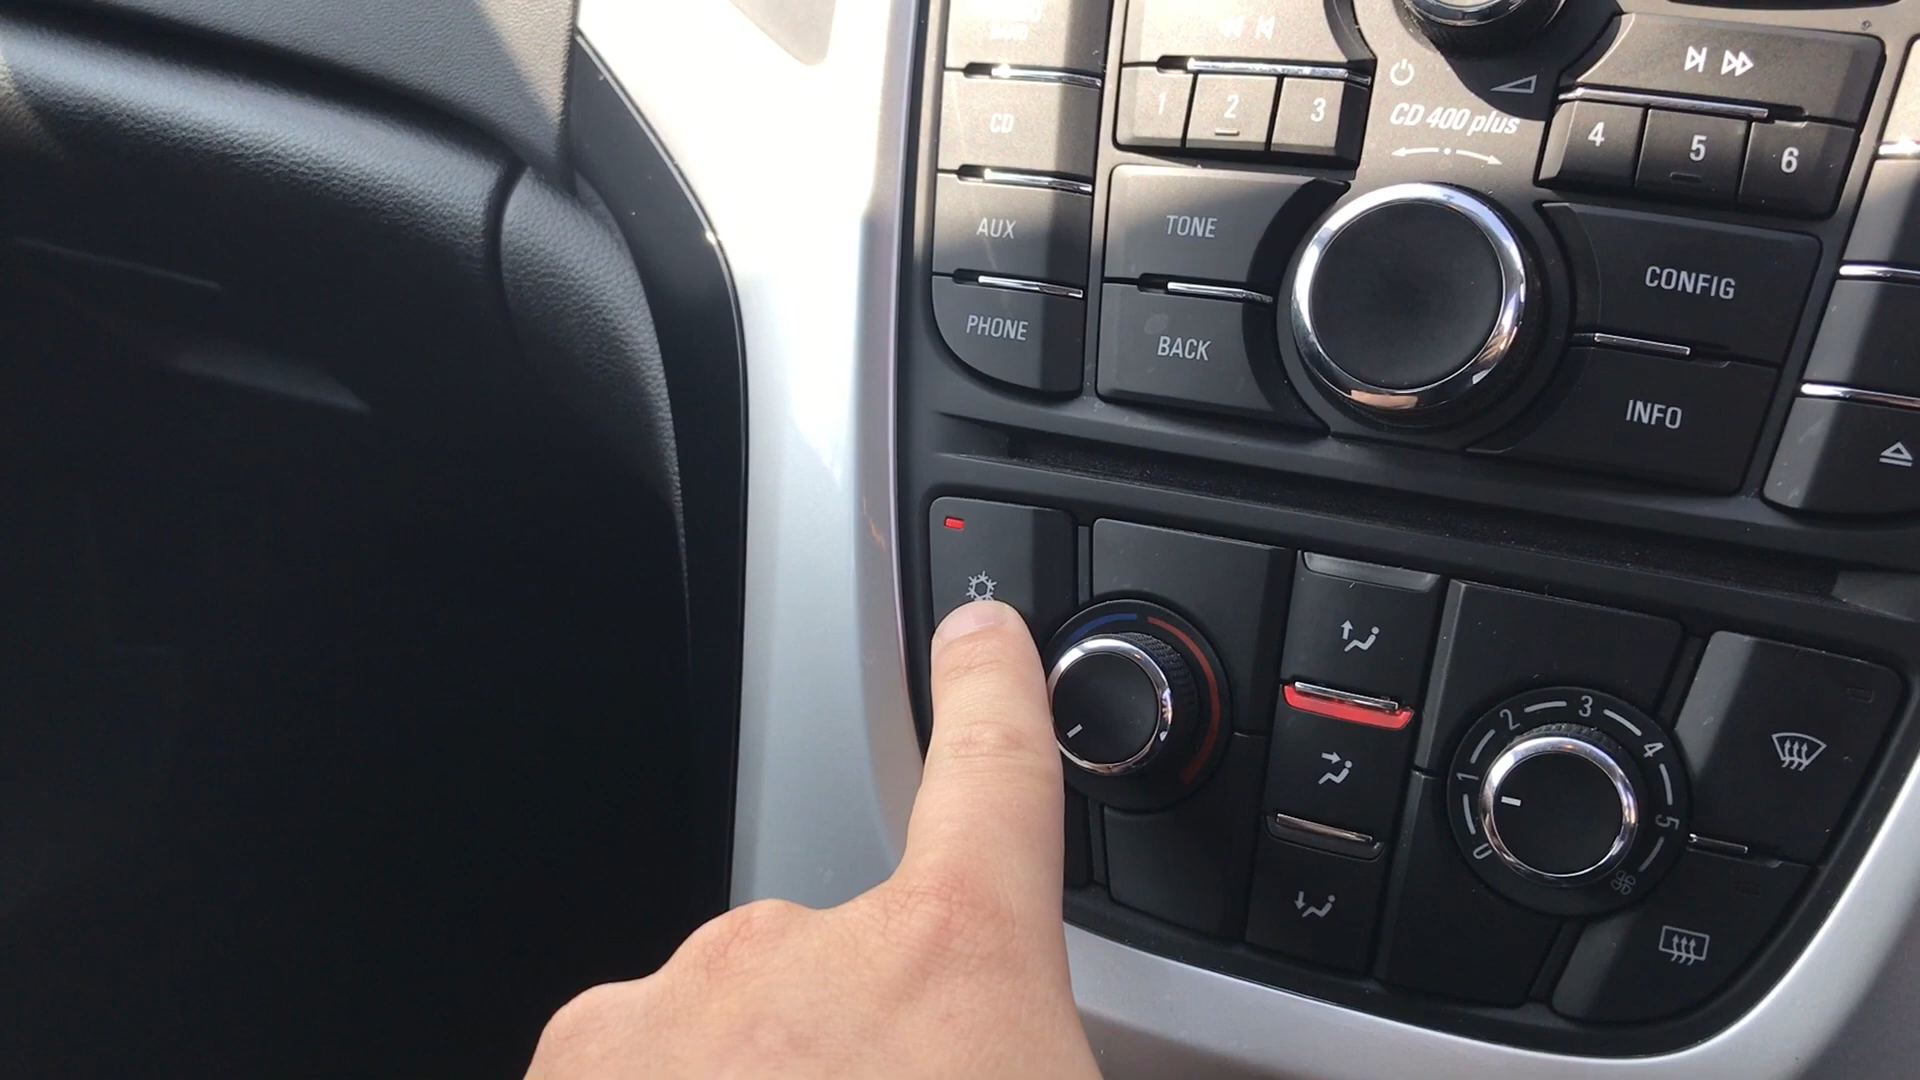 CD
AUX
PHONE
1 2 3
TONE
BACK
CD 400 plus
4 5 6
CONFIG
INFO
0 1 2 3 4 5